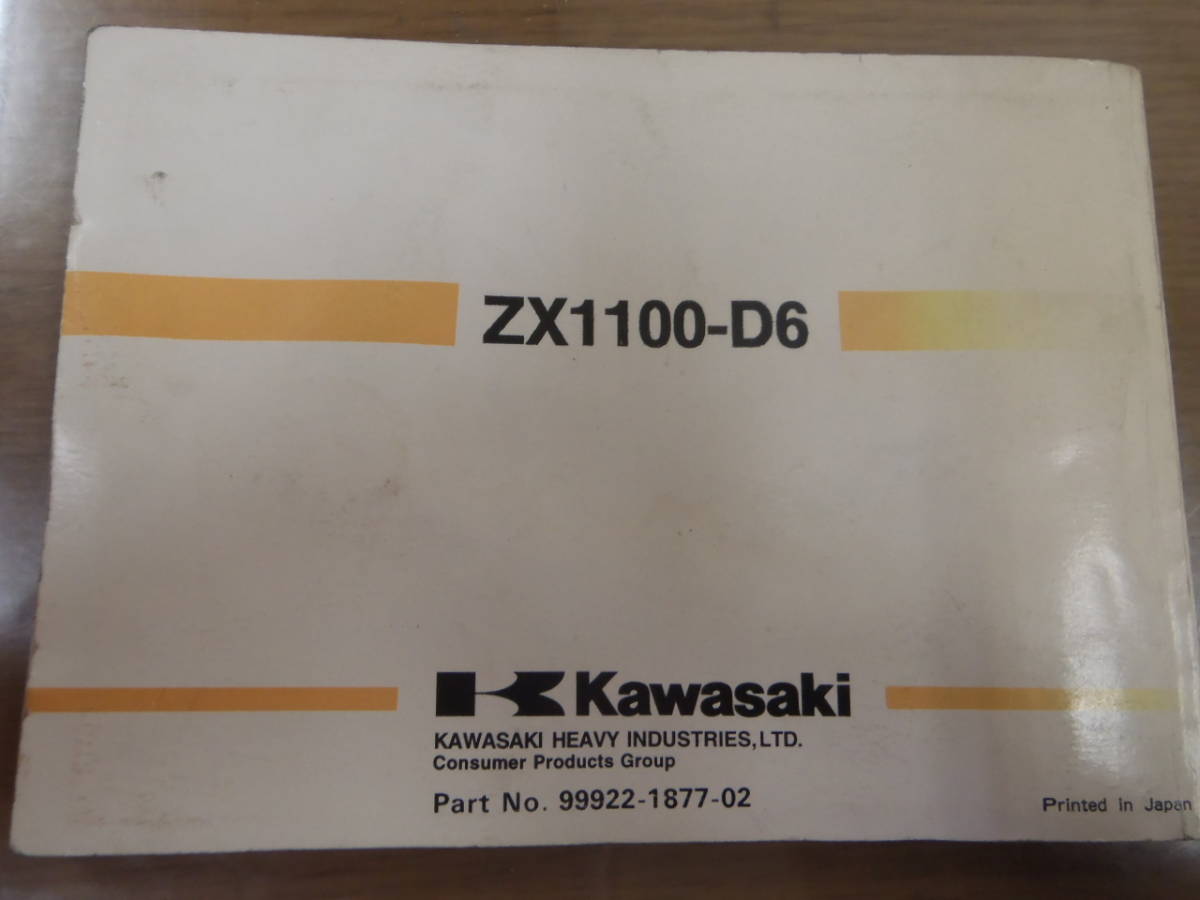 ZX1100-D6
Kawasaki
KAWASAKI HEAVY INDUSTRIES,LTD.
Consumer Products Group
Part No. 99922-1877-02
Printed in Japan